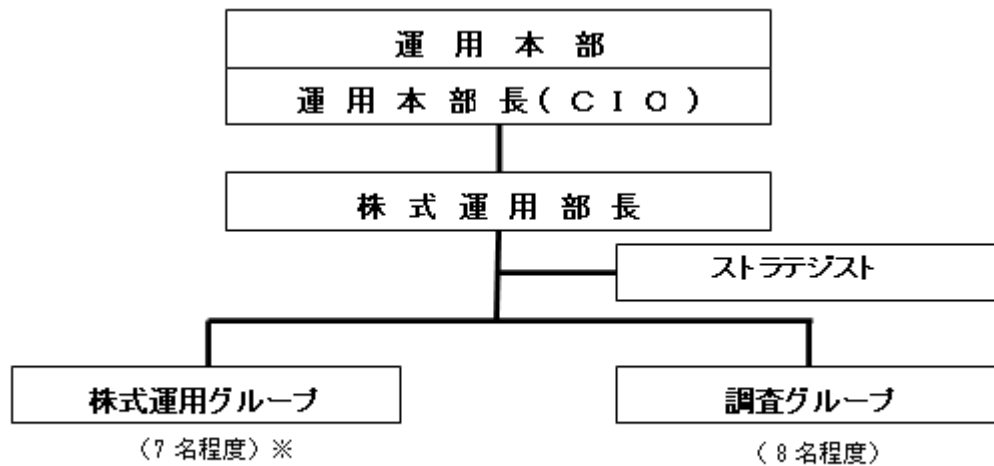 運用本部
運用本部長(CIO)
株式運用部長
ストラテジスト
株式運用グループ
調査グループ
(7名程度)※
(8名程度)